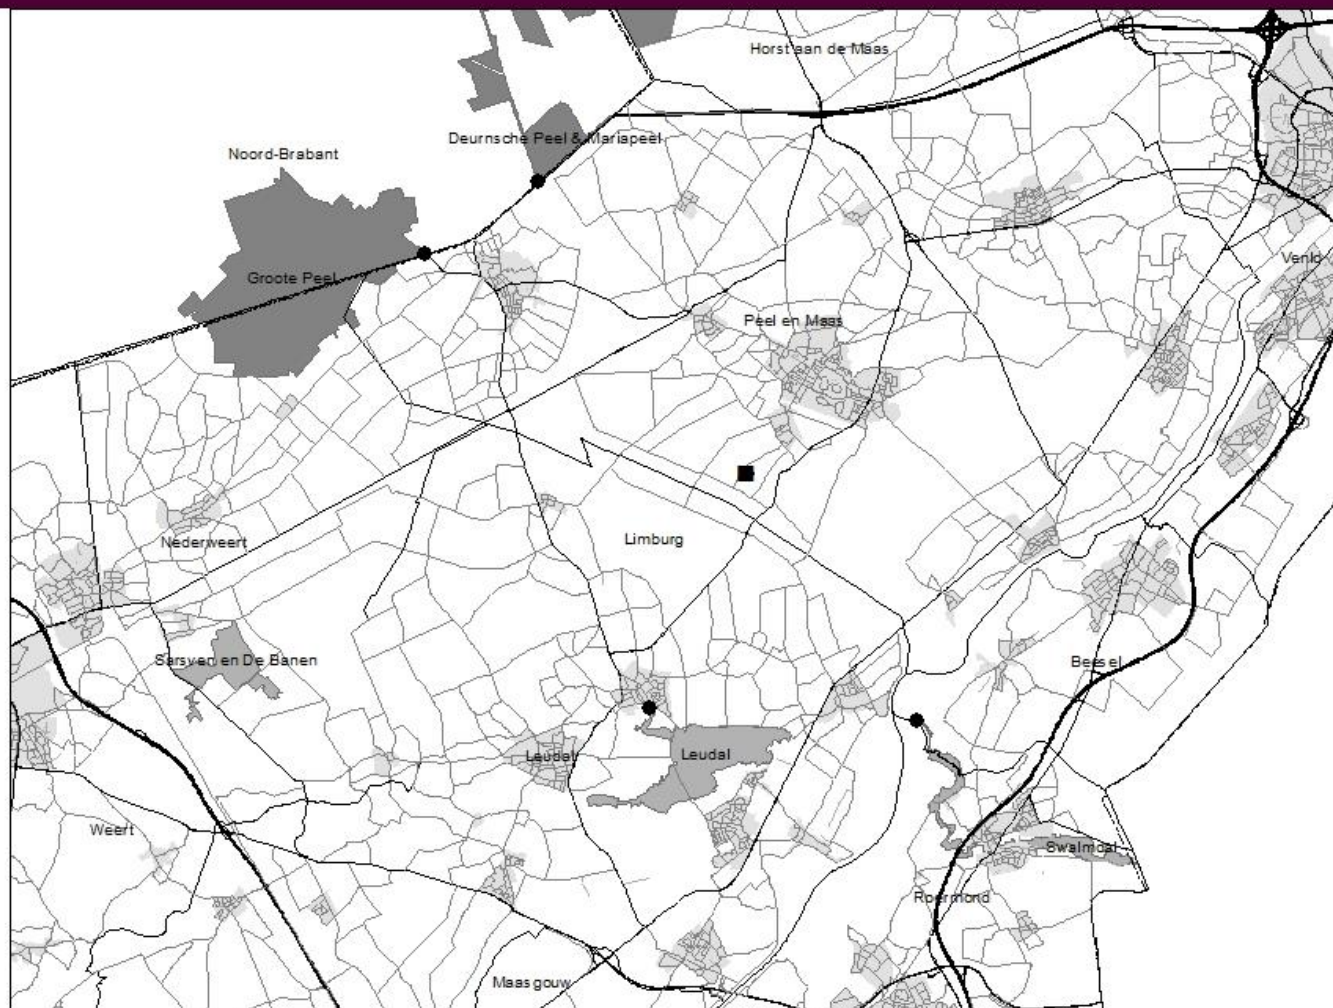 Horst aan de Maas
Deurnsche Peel & Mariapeel
Noord-Brabant
Venlo
Groote Peel
Peel en Maas
Limburg
Nederweert
Sarsven en De Banen
Beesel
Leudal
Leudal
Weert
Swalmdal
Roermond
Maasgouw